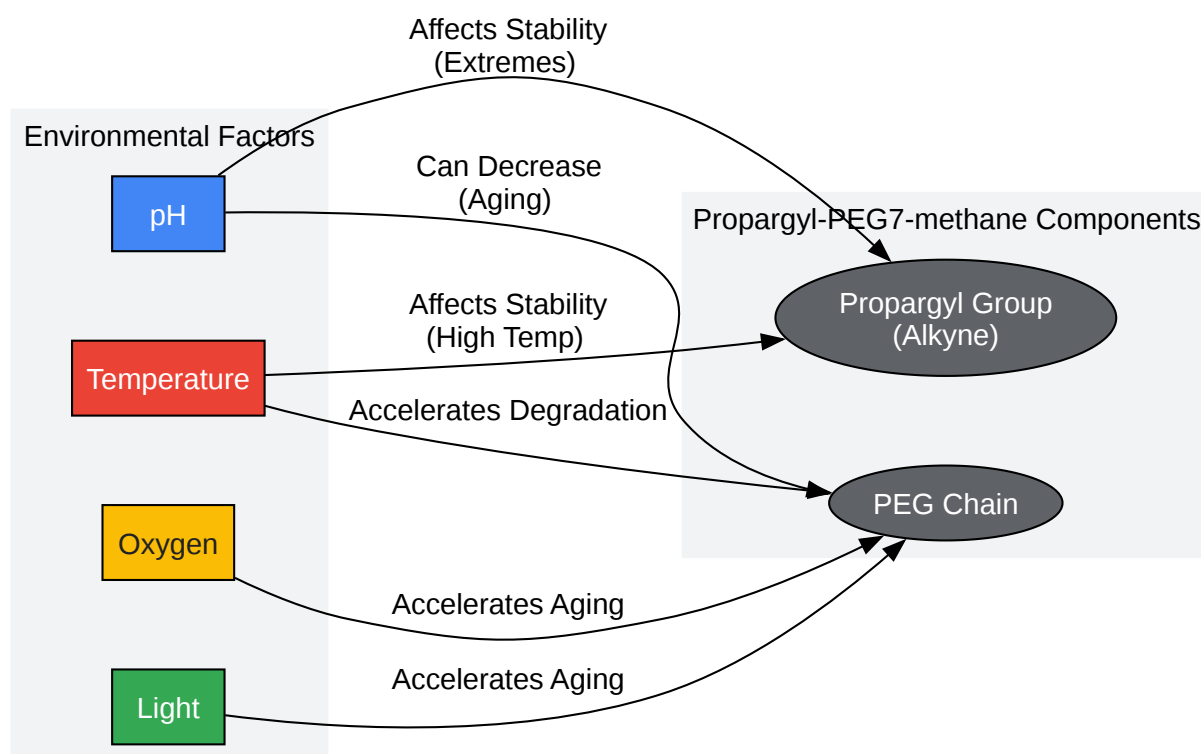 Affects Stability
(Extremes)
Environmental Factors
pH
Can Decrease
(Aging)
Propargyl-PEG7-methane Components
Affects Stability
(High Temp)
Propargyl Group
(Alkyne)
Temperature
Accelerates Degradation
PEG Chain
Oxygen
Accelerates Aging
Accelerates Aging
Light